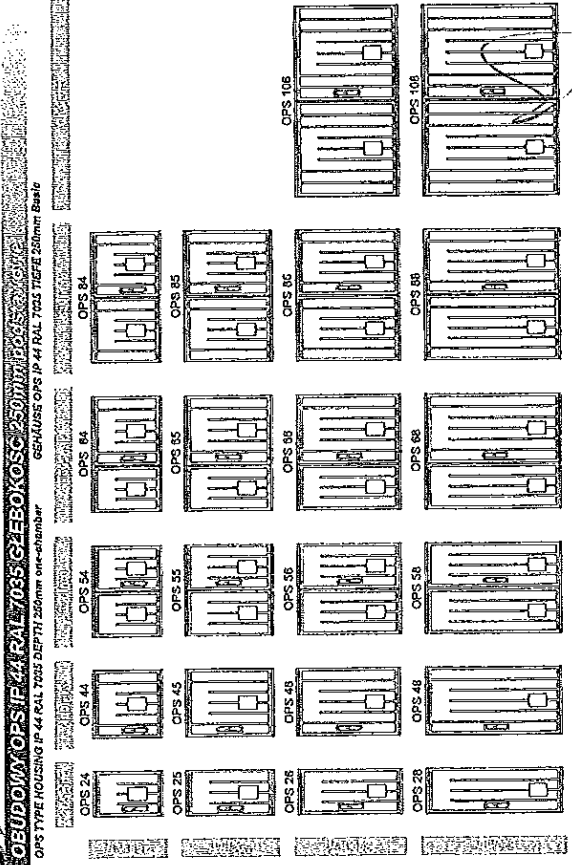 OBUDOWY OPS IP 44 RAL 7035 GŁĘBOKOŚĆ 250mm podstawowe
OPS TYPE HOUSING IP 44 RAL 7035 DEPTH 250mm one-chamber
GEHÄUSE OPS IP 44 RAL 7035 TIEFE 250mm Basic
OPS 24 OPS 44 OPS 54 OPS 64 OPS 84
OPS 25 OPS 45 OPS 55 OPS 65 OPS 85
OPS 26 OPS 46 OPS 56 OPS 66 OPS 86 OPS 106
OPS 28 OPS 48 OPS 58 OPS 68 OPS 88 OPS 108